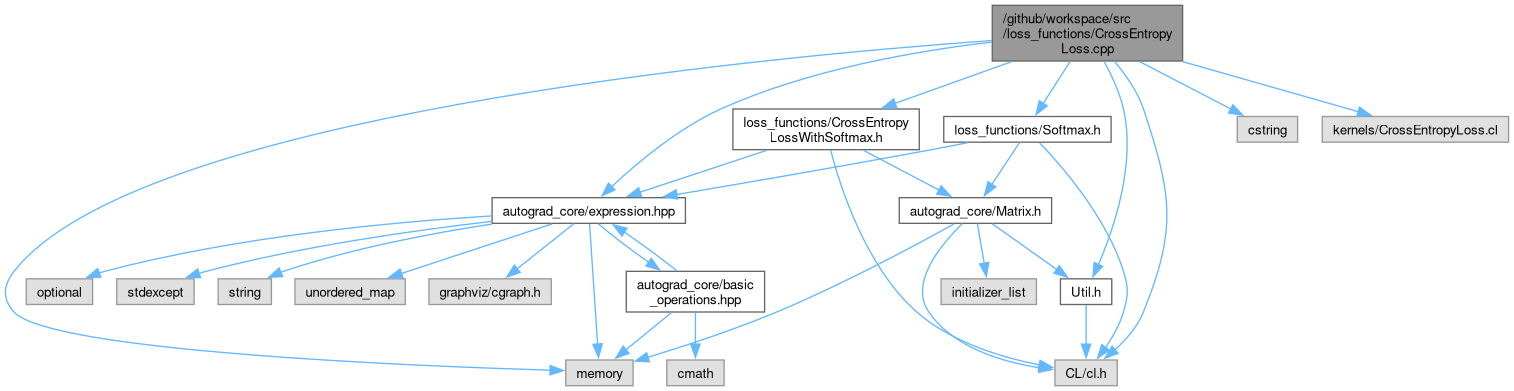 /github/workspace/src
/loss_functions/CrossEntropy
Loss.cpp
loss_functions/CrossEntropy
LossWithSoftmax.h
loss_functions/Softmax.h
cstring
kernels/CrossEntropyLoss.cl
autograd_core/expression.hpp
autograd_core/Matrix.h
optional
stdexcept
string
unordered_map
graphviz/cgraph.h
autograd_core/basic
_operations.hpp
initializer_list
Util.h
memory
cmath
CL/cl.h